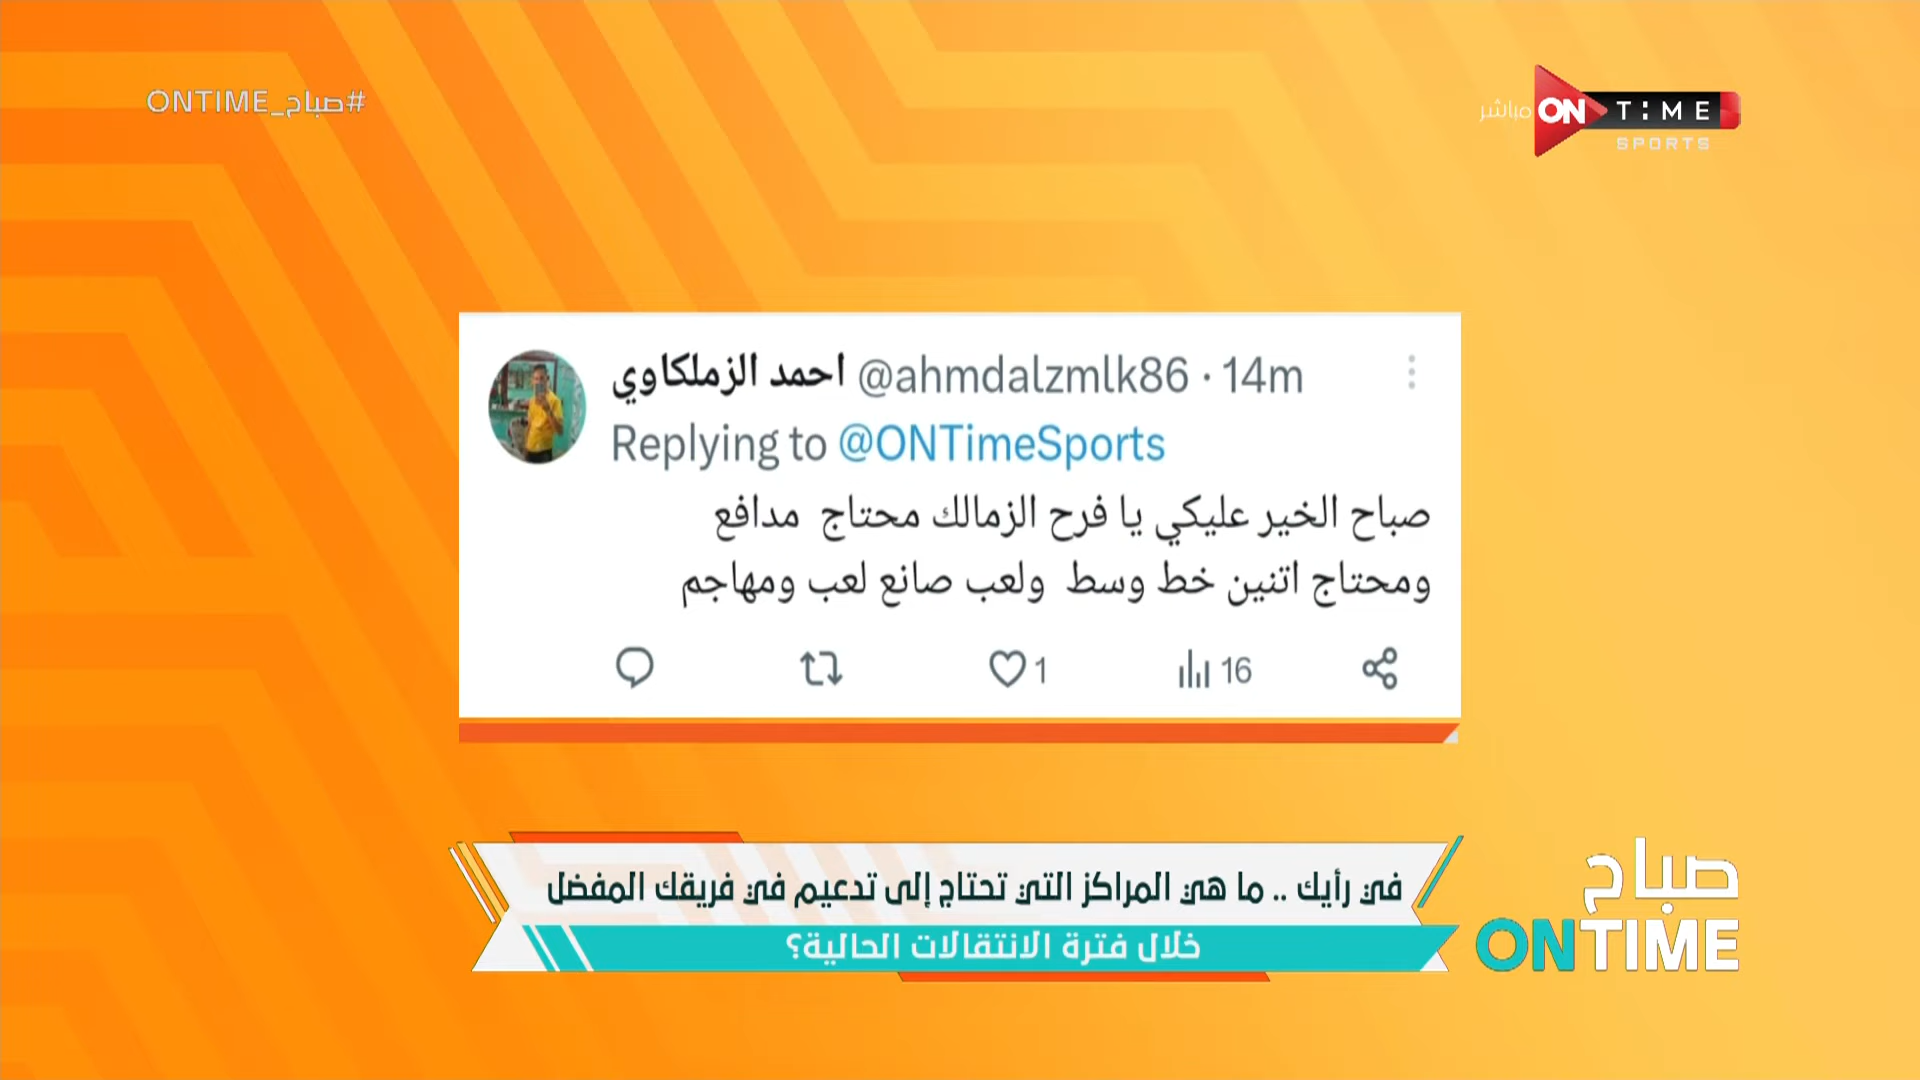 #صباح_ONTIME
مباشر ON TIME
SPORTS
احمد الزملكاوي @ahmdalzmlk86 · 14m
Replying to @ONTimeSports
صباح الخير عليكي يا فرح الزمالك محتاج مدافع
ومحتاج اتنين خط وسط ولعب صانع لعب ومهاجم
1
16
في رأيك .. ما هي المراكز التي تحتاج إلى تدعيم في فريقك المفضل
خلال فترة الانتقالات الحالية؟
صباح
ONTIME